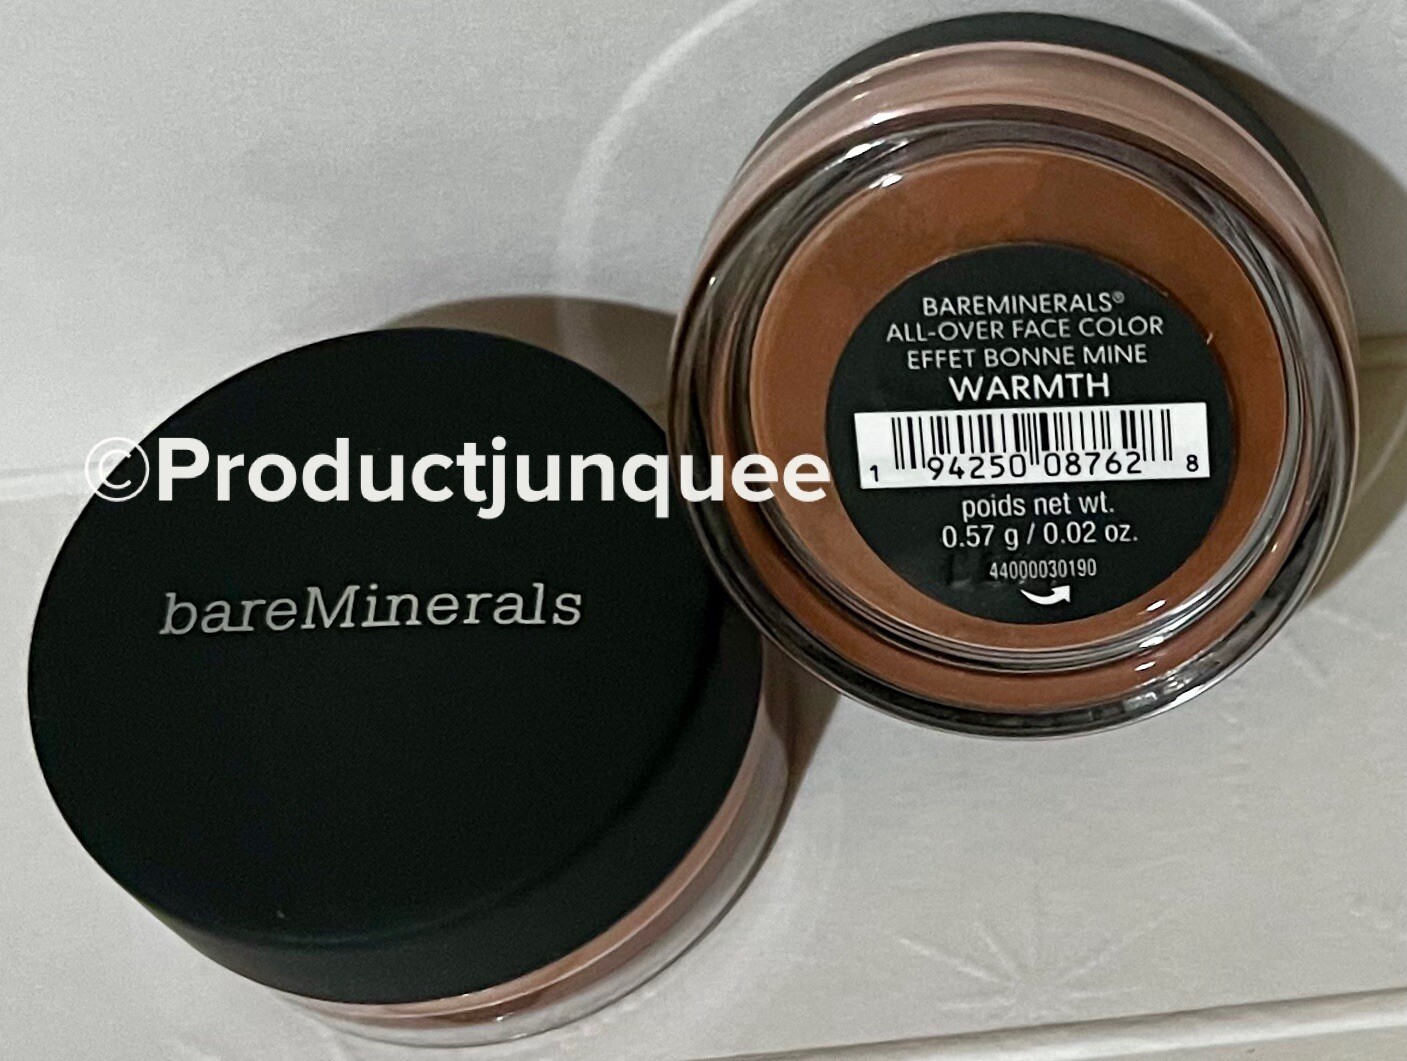 ©Productjunquee
bareMinerals
BAREMINERALS®
ALL-OVER FACE COLOR
EFFET BONNE MINE
WARMTH
1 94250 08762 8
poids net wt.
0.57 g / 0.02 oz.
44000030190